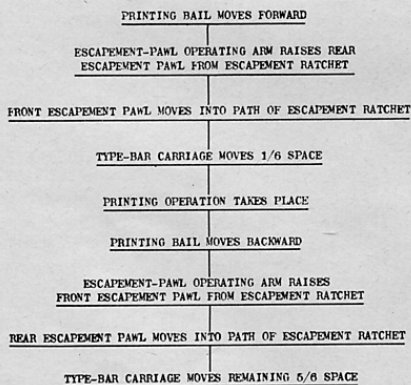 PRINTING BAIL MOVES FORWARD
ESCAPEMENT-PAWL OPERATING ARM RAISES REAR
ESCAPEMENT PAWL FROM ESCAPEMENT RATCHET
FRONT ESCAPEMENT PAWL MOVES INTO PATH OF ESCAPEMENT RATCHET
TYPE-BAR CARRIAGE MOVES 1/6 SPACE
PRINTING OPERATION TAKES PLACE
PRINTING BAIL MOVES BACKWARD
ESCAPEMENT-PAWL OPERATING ARM RAISES
FRONT ESCAPEMENT PAWL FROM ESCAPEMENT RATCHET
REAR ESCAPEMENT PAWL MOVES INTO PATH OF ESCAPEMENT RATCHET
TYPE-BAR CARRIAGE MOVES REMAINING 5/6 SPACE